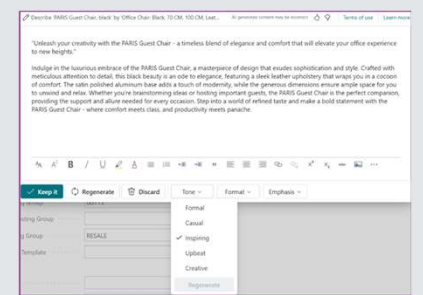 Describe 'PARIS Guest Chair, black' by 'Office Chair: Black, 70 CM, 100 CM, Leat...
AI-generated content may be incorrect
Terms of use
Learn more
"Unleash your creativity with the PARIS Guest Chair - a timeless blend of elegance and comfort that will elevate your office experience
to new heights."
Indulge in the luxurious embrace of the PARIS Guest Chair, a masterpiece of design that exudes sophistication and style. Crafted with
meticulous attention to detail, this black beauty is an ode to elegance, featuring a sleek leather upholstery that wraps you in a cocoon
of comfort. The satin polished aluminum base adds a touch of modernity, while the generous dimensions ensure ample space for you
to unwind and relax. Whether you're brainstorming ideas or hosting important guests, the PARIS Guest Chair is the perfect companion,
providing the support and allure needed for every occasion. Step into a world of refined taste and make a bold statement with the
PARIS Guest Chair - where comfort meets class, and productivity meets panache.
Keep it
Regenerate
Discard
Tone
Format
Emphasis
Formal
Casual
Inspiring
Upbeat
Creative
Regenerate
sting Group
g Group
RESALE
Template